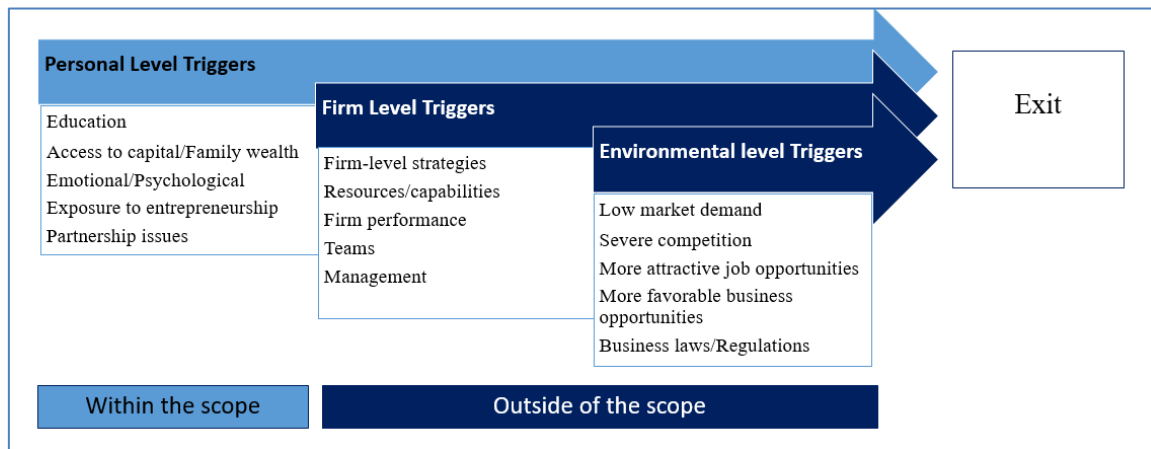 Personal Level Triggers
Education
Access to capital/Family wealth
Emotional/Psychological
Exposure to entrepreneurship
Partnership issues
Firm Level Triggers
Firm-level strategies
Resources/capabilities
Firm performance
Teams
Management
Environmental level Triggers
Low market demand
Severe competition
More attractive job opportunities
More favorable business
opportunities
Business laws/Regulations
Exit
Within the scope
Outside of the scope